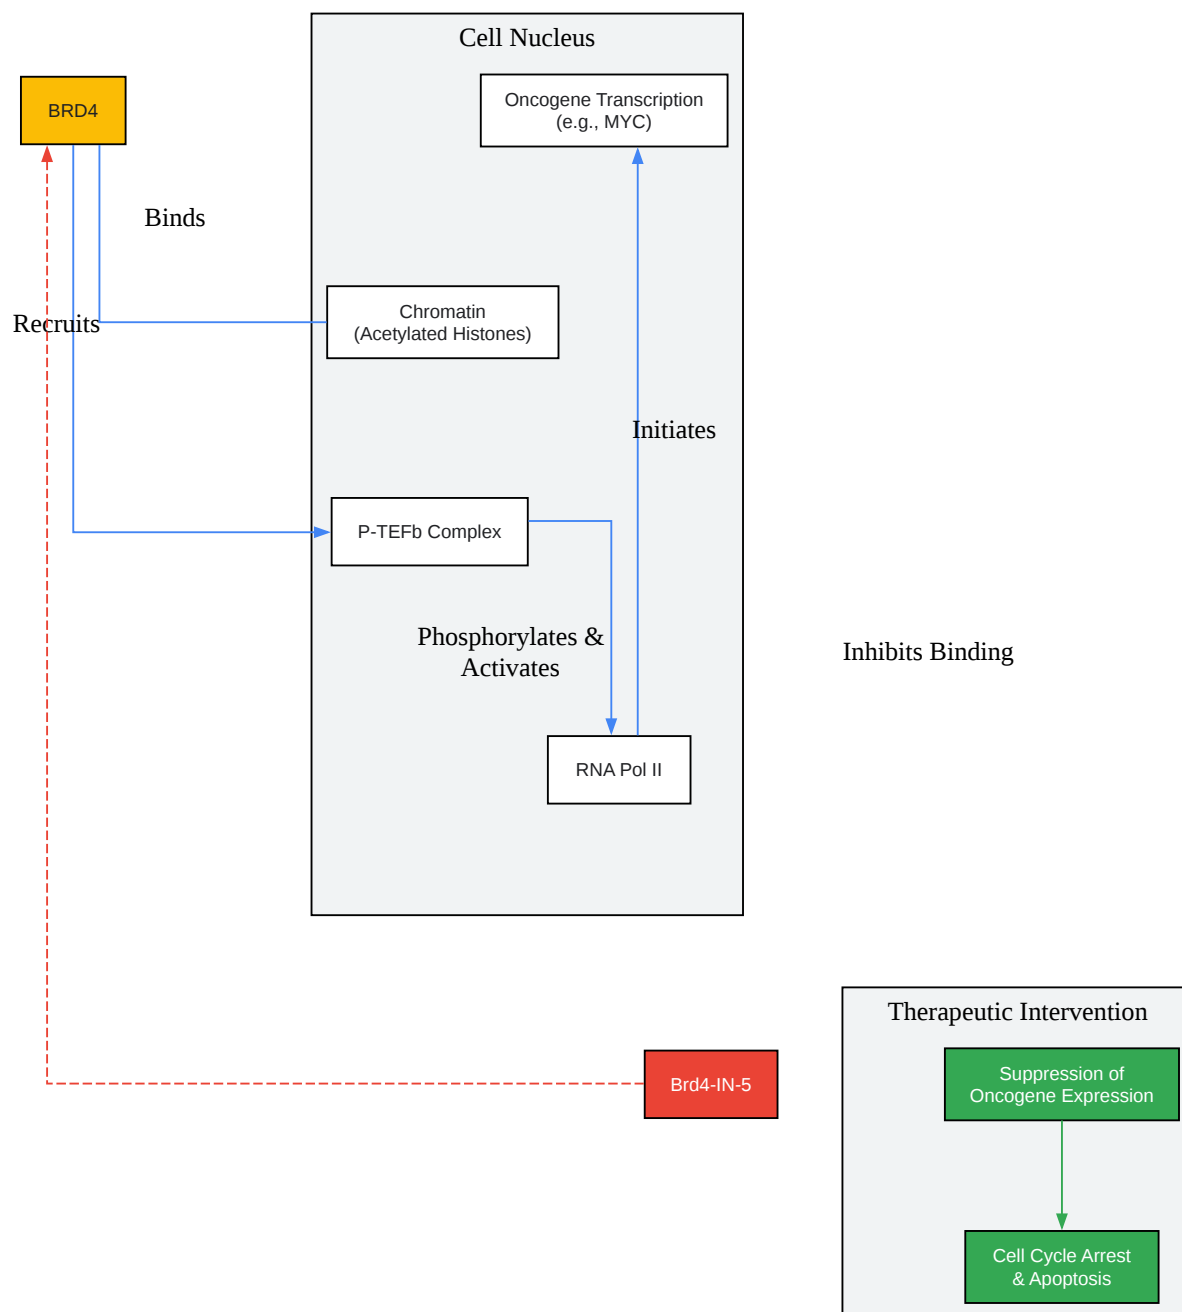 Cell Nucleus
BRD4
Oncogene Transcription
(e.g., MYC)
Binds
Recruits
Chromatin
(Acetylated Histones)
Initiates
P-TEFb Complex
Phosphorylates &
Activates
Inhibits Binding
RNA Pol II
Therapeutic Intervention
Brd4-IN-5
Suppression of
Oncogene Expression
Cell Cycle Arrest
& Apoptosis